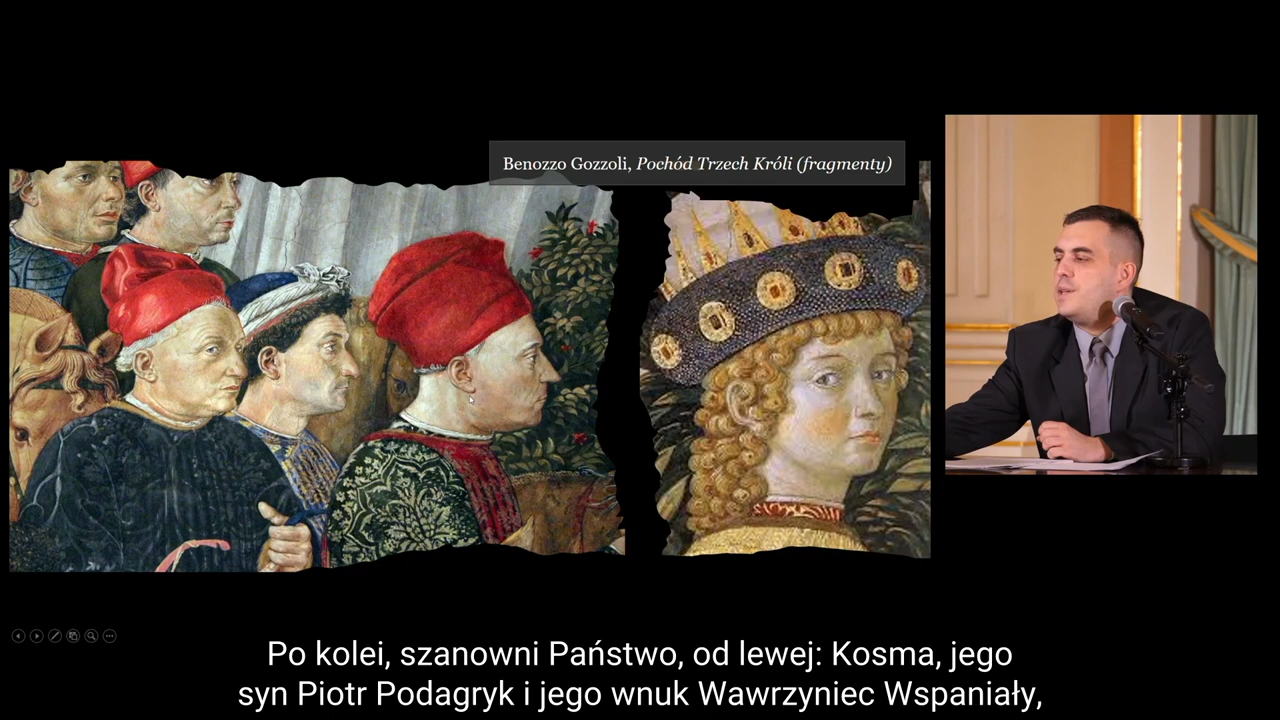 Benozzo Gozzoli, Pochód Trzech Króli (fragmenty)
Po kolei, szanowni Państwo, od lewej: Kosma, jego
syn Piotr Podagryk i jego wnuk Wawrzyniec Wspaniały,